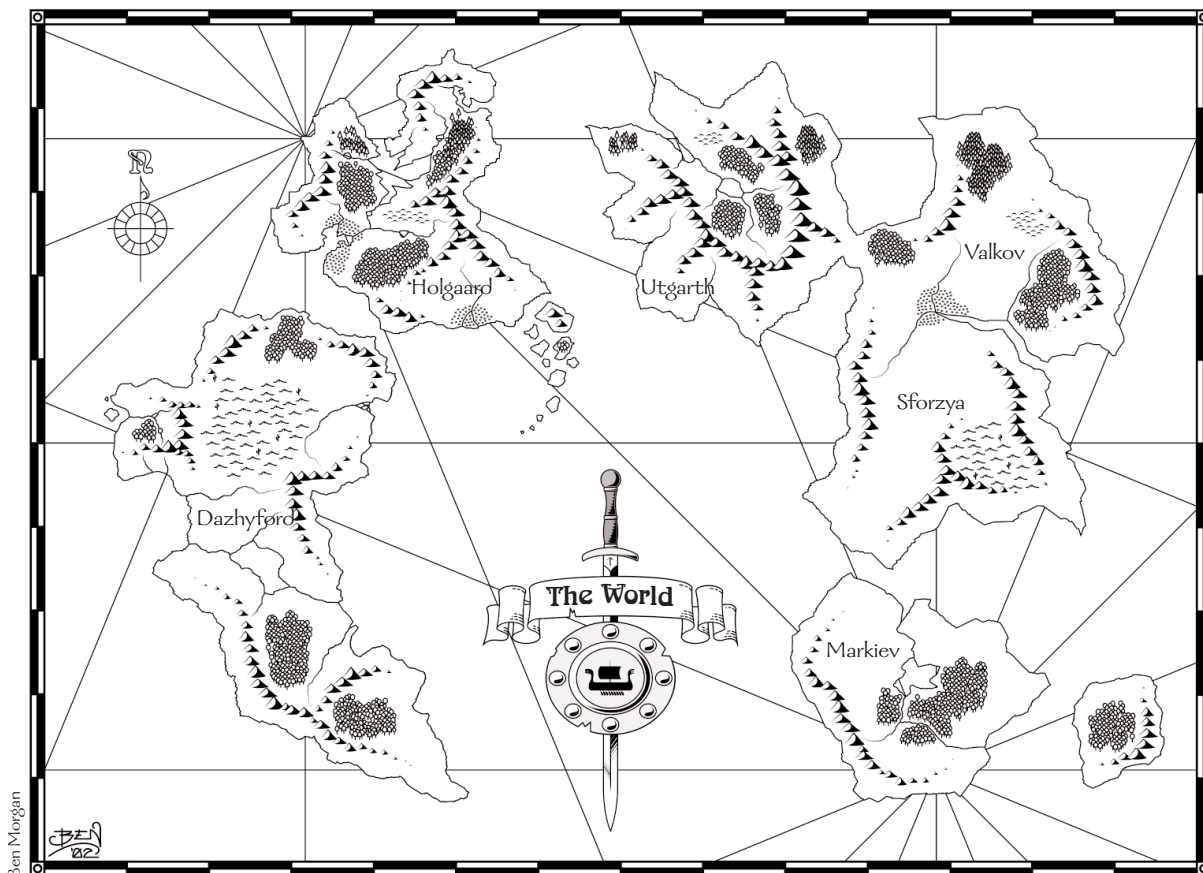 N
Holgaard
Utgarth
Valkov
Sforzya
Dazhyford
The World
Markiev
Ben Morgan
BEN
'02